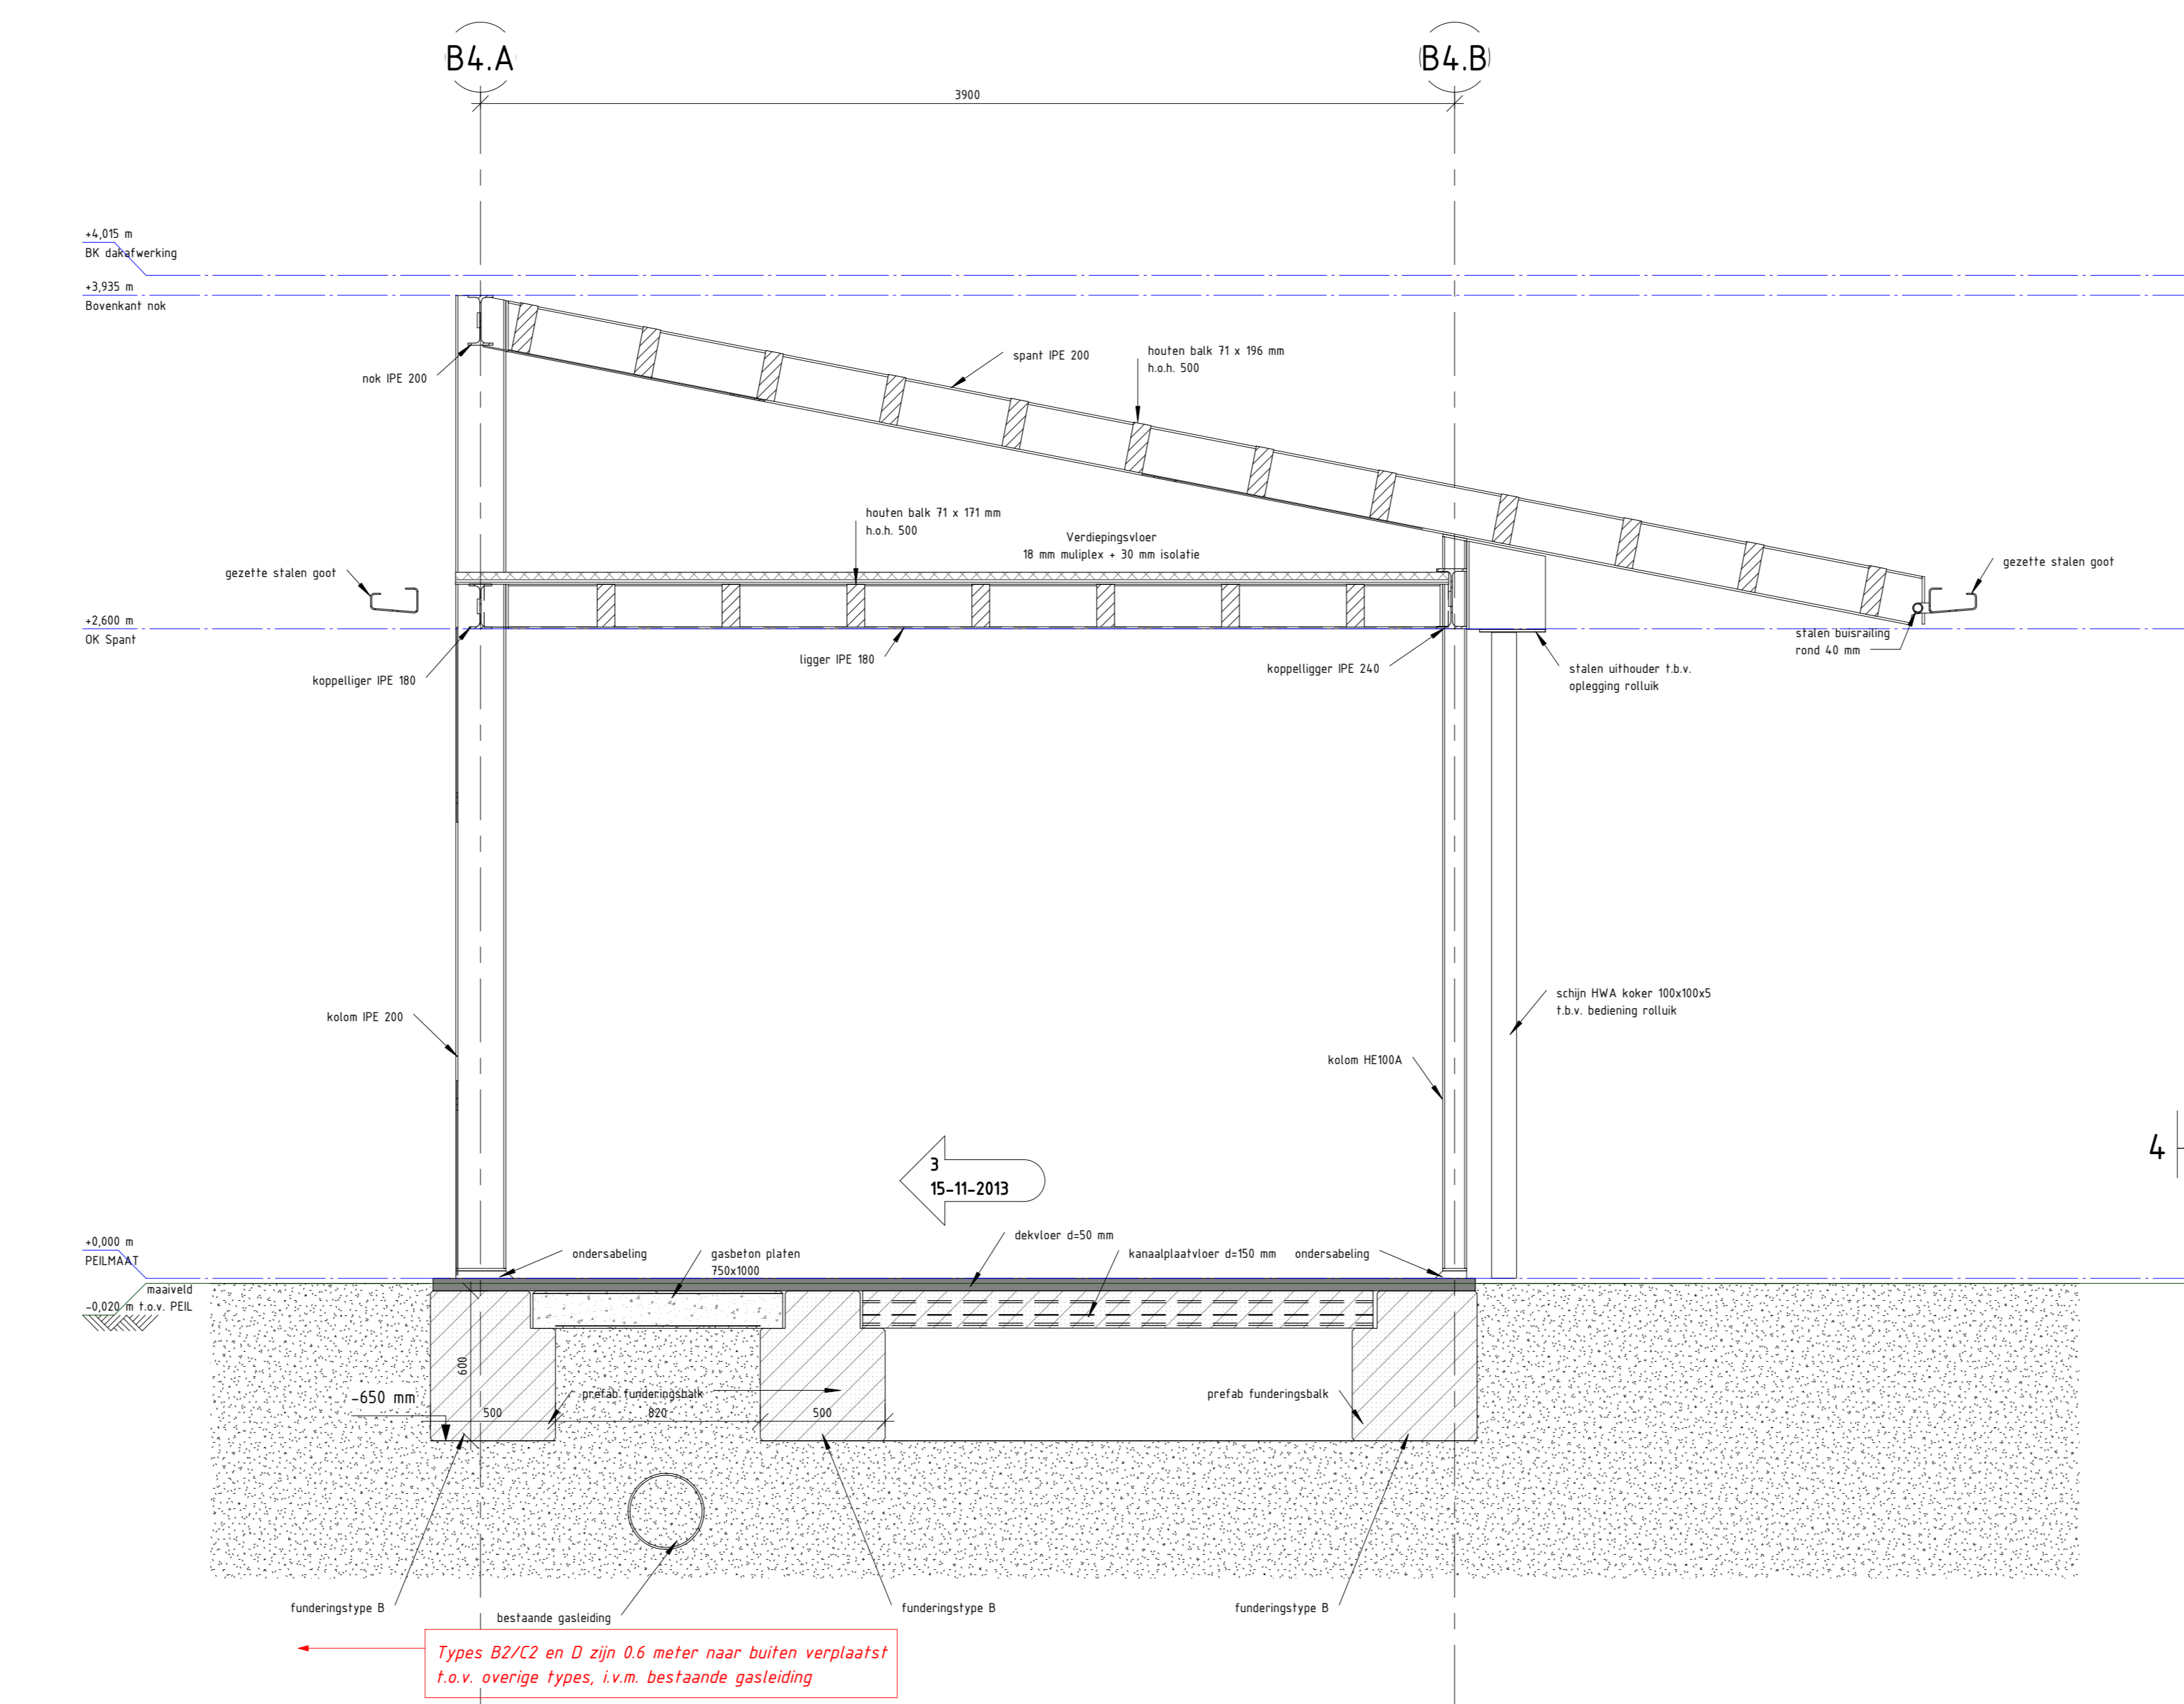 B4.A
B4.B
3900
+4,015 m
BK dakafwerking
+3,935 m
Bovenkant nok
nok IPE 200
spant IPE 200
houten balk 71 x 196 mm
h.o.h. 500
houten balk 71 x 171 mm
h.o.h. 500
Verdiepingsvloer
18 mm muliplex + 30 mm isolatie
gezette stalen goot
gezette stalen goot
+2,600 m
OK Spant
koppelliger IPE 180
ligger IPE 180
koppelligger IPE 240
stalen uithouder t.b.v.
oplegging rolluik
stalen buisrailing
rond 40 mm
kolom IPE 200
schijn HWA koker 100x100x5
t.b.v. bediening rolluik
kolom HE100A
4
3
15-11-2013
+0,000 m
PEILMAAT
maaiveld
-0,020 m t.o.v. PEIL
ondersabeling
gasbeton platen
750x1000
dekvloer d=50 mm
kanaalplaatvloer d=150 mm
ondersabeling
600
-650 mm
prefab funderingsbalk
prefab funderingsbalk
500
820
500
funderingstype B
bestaande gasleiding
funderingstype B
funderingstype B
Types B2/C2 en D zijn 0.6 meter naar buiten verplaatst
t.o.v. overige types, i.v.m. bestaande gasleiding